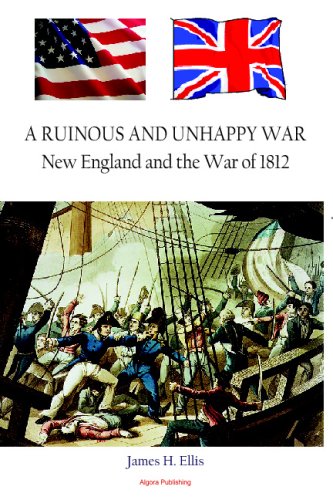 A RUINOUS AND UNHAPPY WAR
New England and the War of 1812
James H. Ellis
Algora Publishing